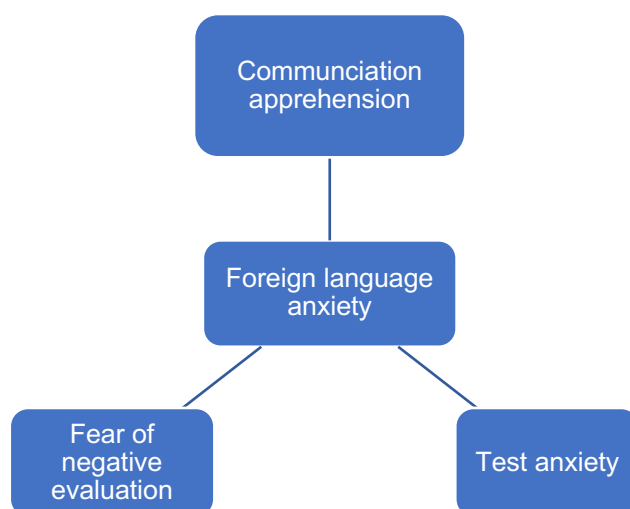 Communciation
apprehension
Foreign language
anxiety
Fear of
negative
evaluation
Test anxiety